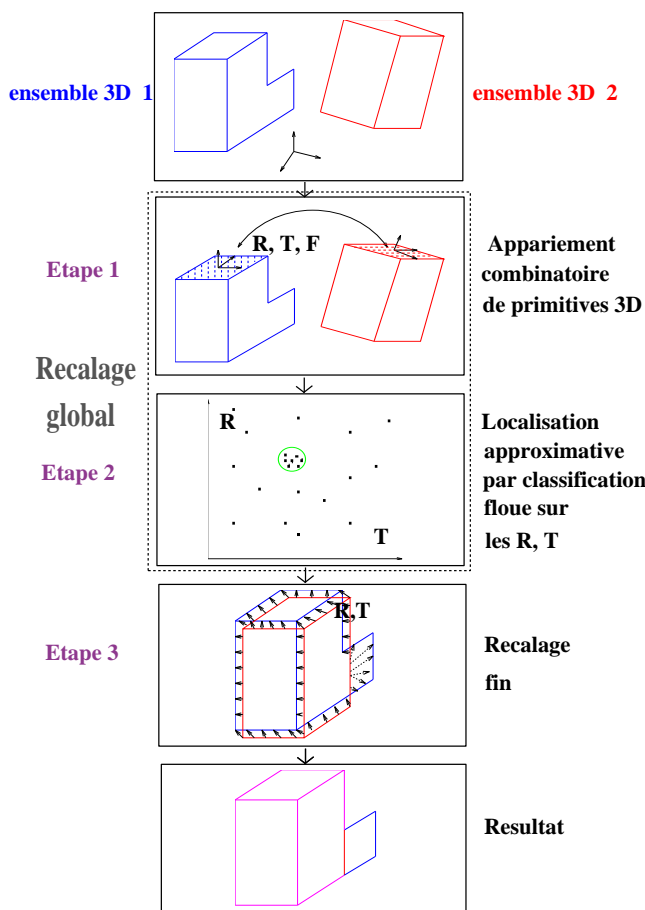 ensemble 3D 1
ensemble 3D 2
Etape 1
R, T, F
Appariement
combinatoire
de primitives 3D
Recalage
global
Etape 2
R
T
Localisation
approximative
par classification
floue sur
les R, T
Etape 3
R,T
Recalage
fin
Resultat